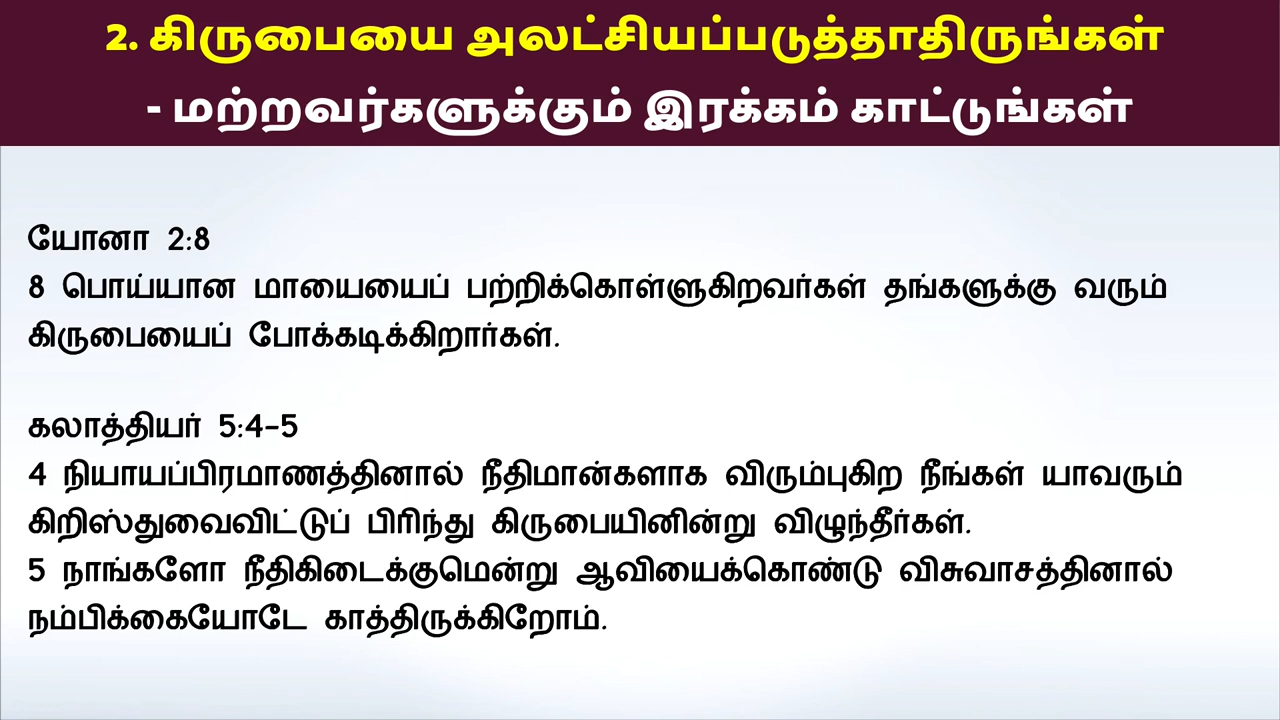 2. கிருபையை அலட்சியப்படுத்தாதிருங்கள்
- மற்றவர்களுக்கும் இரக்கம் காட்டுங்கள்
யோனா 2:8
8 பொய்யான மாயையைப் பற்றிக்கொள்ளுகிறவர்கள் தங்களுக்கு வரும்
கிருபையைப் போக்கடிக்கிறார்கள்.
கலாத்தியர் 5:4-5
4 நியாயப்பிரமாணத்தினால் நீதிமான்களாக விரும்புகிற நீங்கள் யாவரும்
கிறிஸ்துவைவிட்டுப் பிரிந்து கிருபையினின்று விழுந்தீர்கள்.
5 நாங்களோ நீதிகிடைக்குமென்று ஆவியைக்கொண்டு விசுவாசத்தினால்
நம்பிக்கையோடே காத்திருக்கிறோம்.